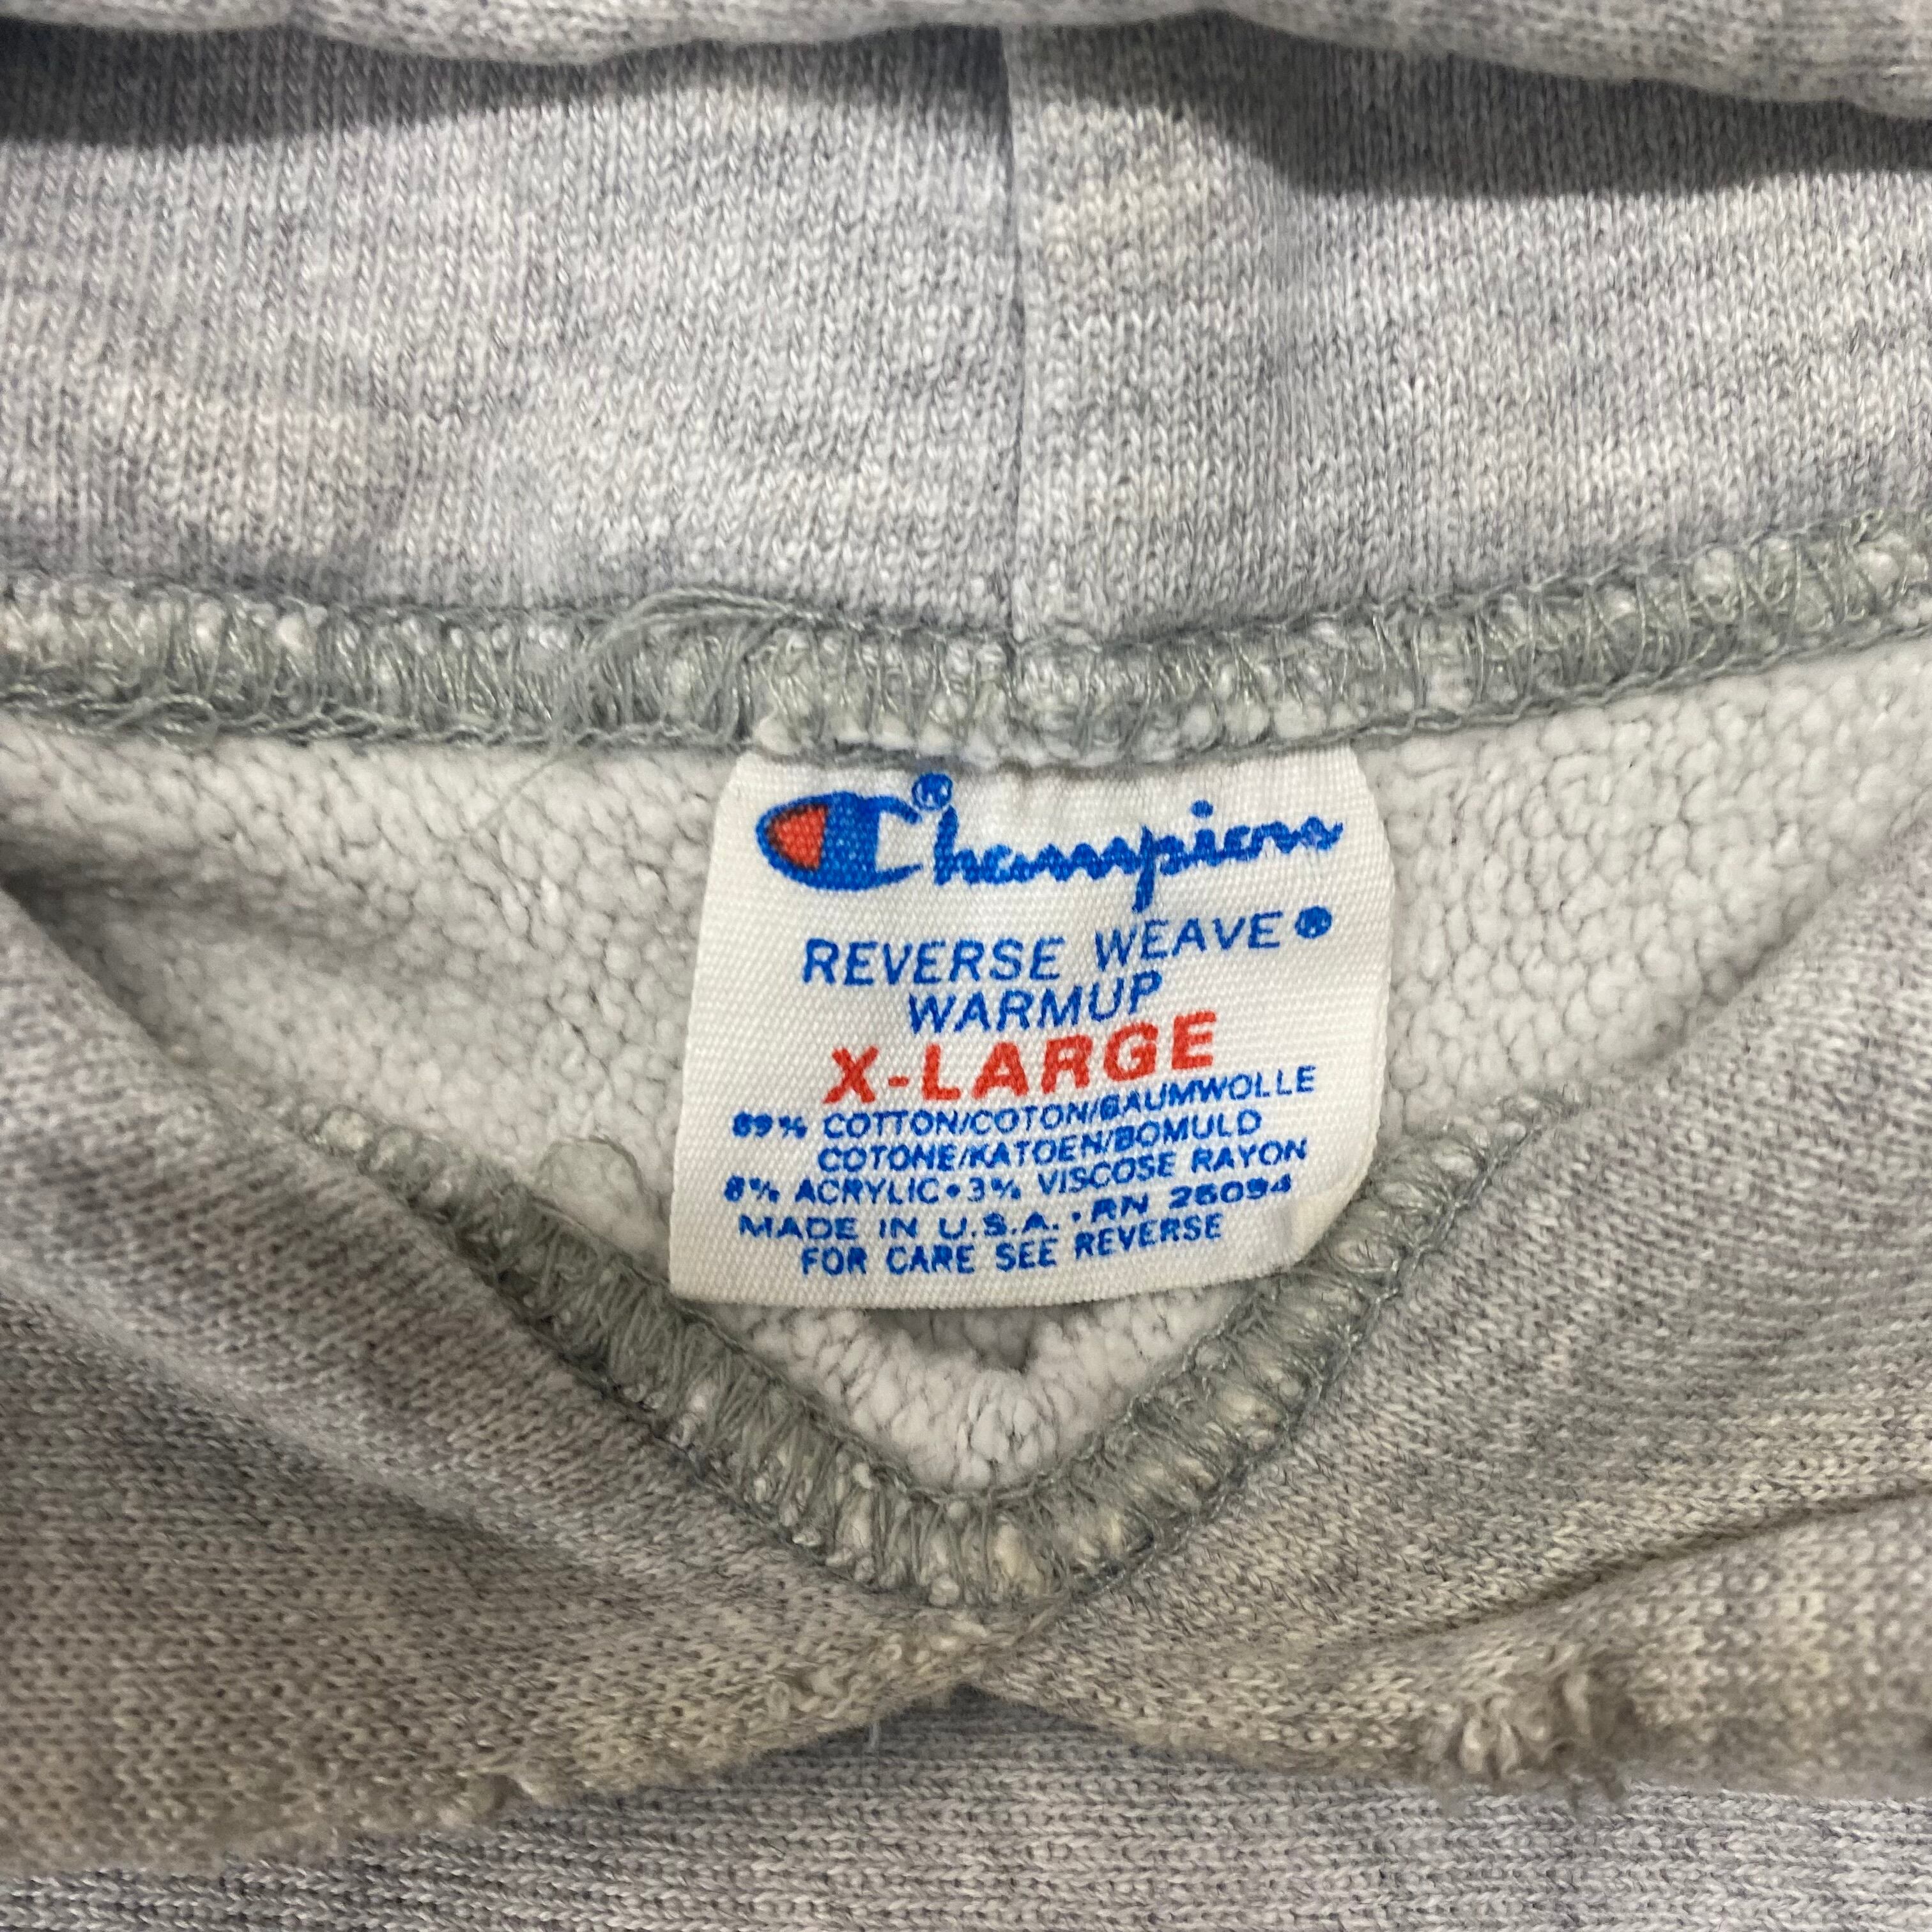 Champion®
REVERSE WEAVE®
WARMUP
X-LARGE
89% COTTON/COTON/BAUMWOLLE
COTONE/KATOEN/BOMULD
8% ACRYLIC•3% VISCOSE RAYON
MADE IN U.S.A. • RN 26094
FOR CARE SEE REVERSE